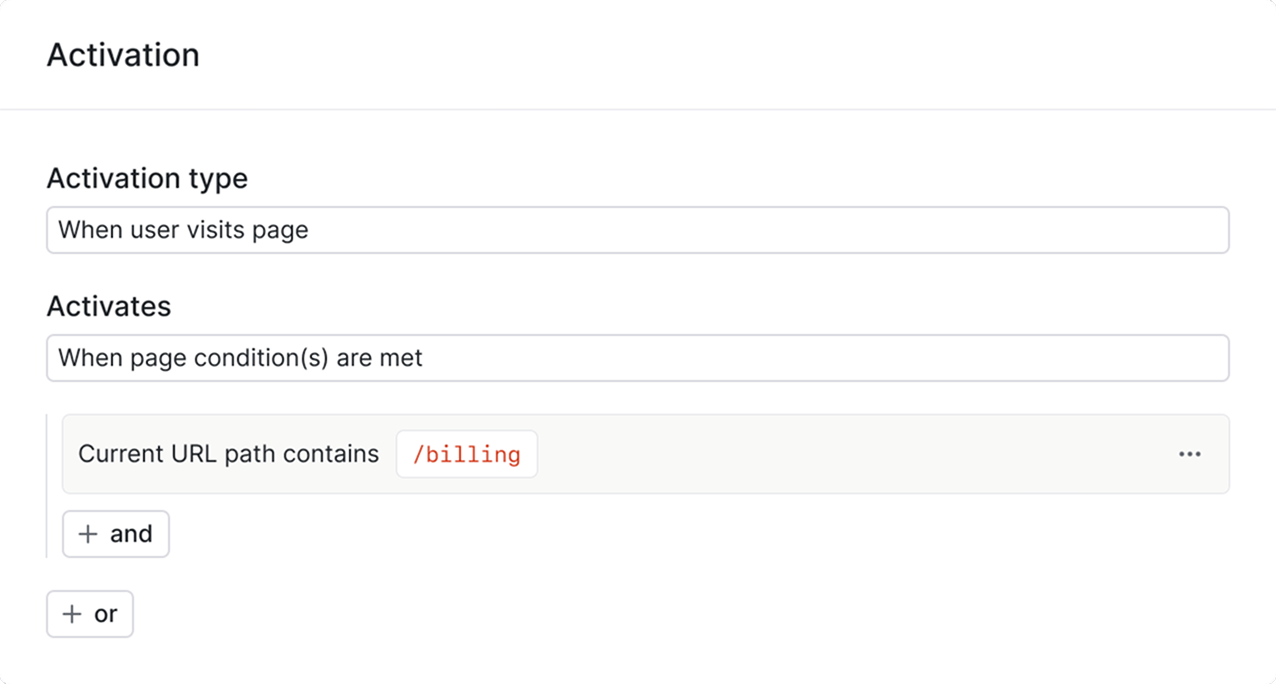 Activation
Activation type
When user visits page
Activates
When page condition(s) are met
Current URL path contains /billing
+ and
+ or